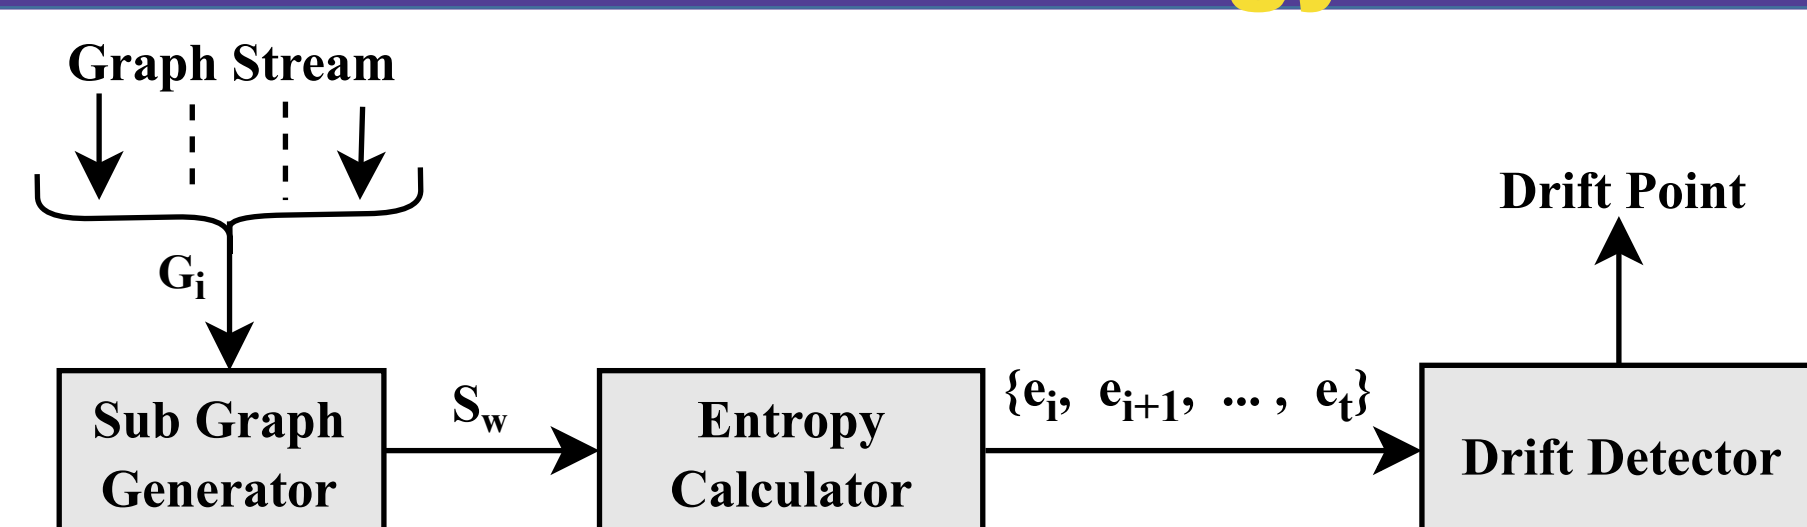 Graph Stream
Drift Point
Gi
Sw
{ei, ei+1, ... , et}
Sub Graph
Generator
Entropy
Calculator
Drift Detector